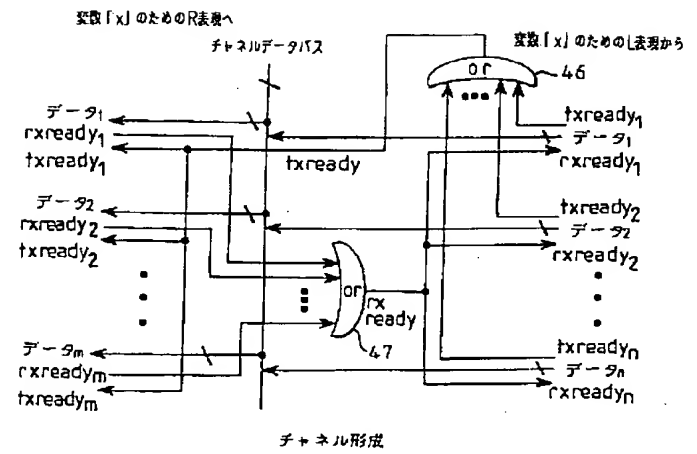 変数「x」のためのR表現へ
チャネルデータバス
変数「x」のためのL表現から
or
46
データ1
rxready1
txready1
txready
txready1
データ1
rxready1
データ2
rxready2
txready2
txready2
データ2
rxready2
or
rx
ready
47
データm
rxreadym
txreadym
txreadyn
データn
rxreadyn
チャネル形成